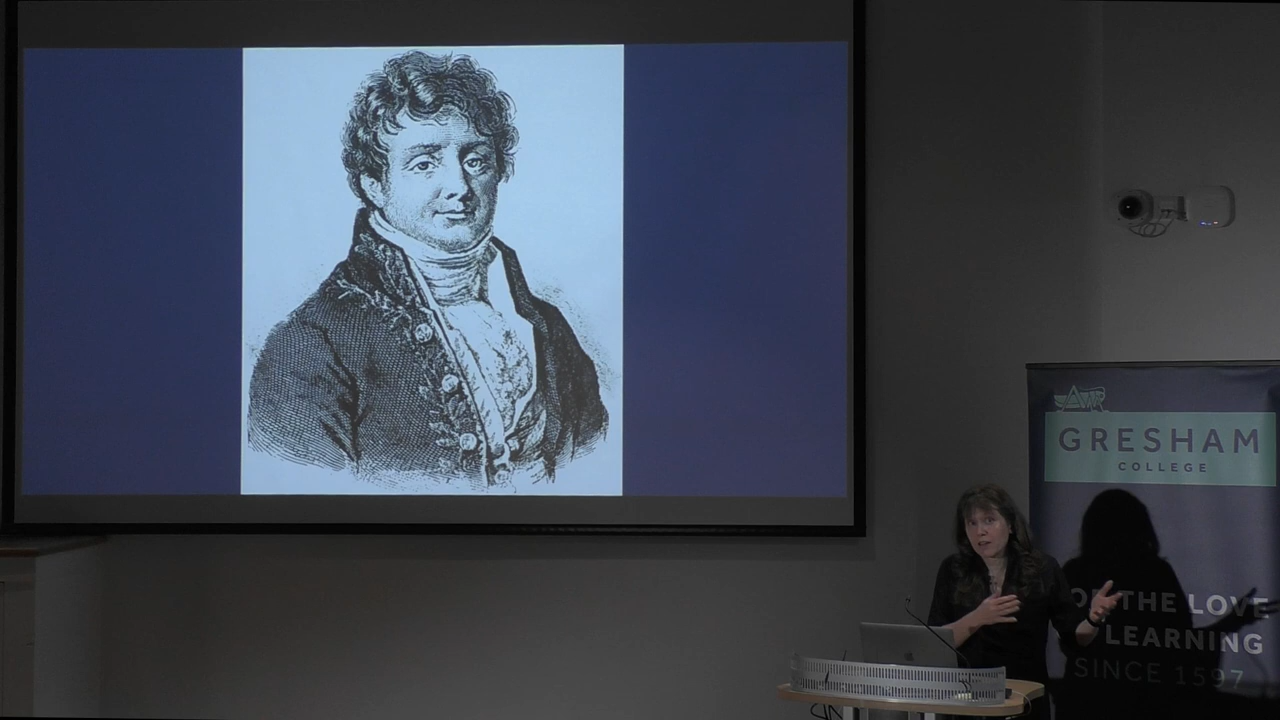 GRESHAM
COLLEGE
THE LOVE
LEARNING
SINCE 1597